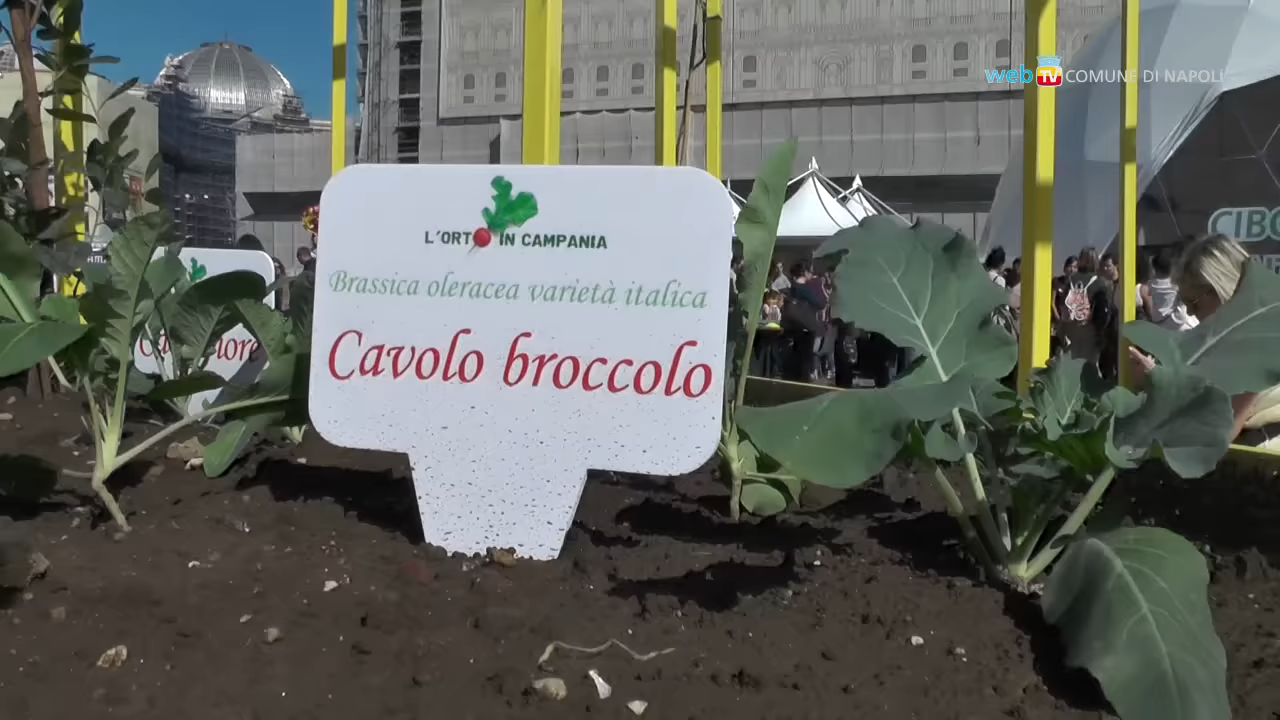 web TV COMUNE DI NAPOLI
L'ORTO IN CAMPANIA
Brassica oleracea varietà italica
Cavolo broccolo
CIBO